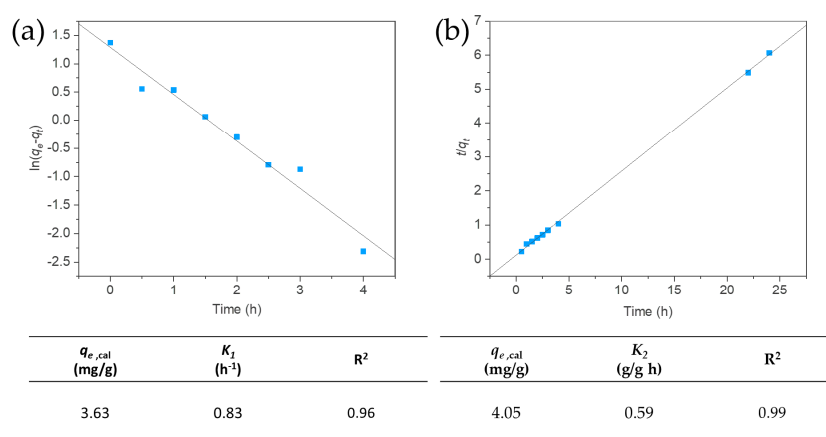 (a)
1.5
1.0
0.5
0.0
-0.5
-1.0
-1.5
-2.0
-2.5
ln(qe-qt)
0 1 2 3 4
Time (h)
(b)
7
6
5
4
3
2
1
0
t/qt
0 5 10 15 20 25
Time (h)
qe,cal K1 R2
(mg/g) (h-1)
3.63 0.83 0.96
qe,cal K2 R2
(mg/g) (g/g h)
4.05 0.59 0.99